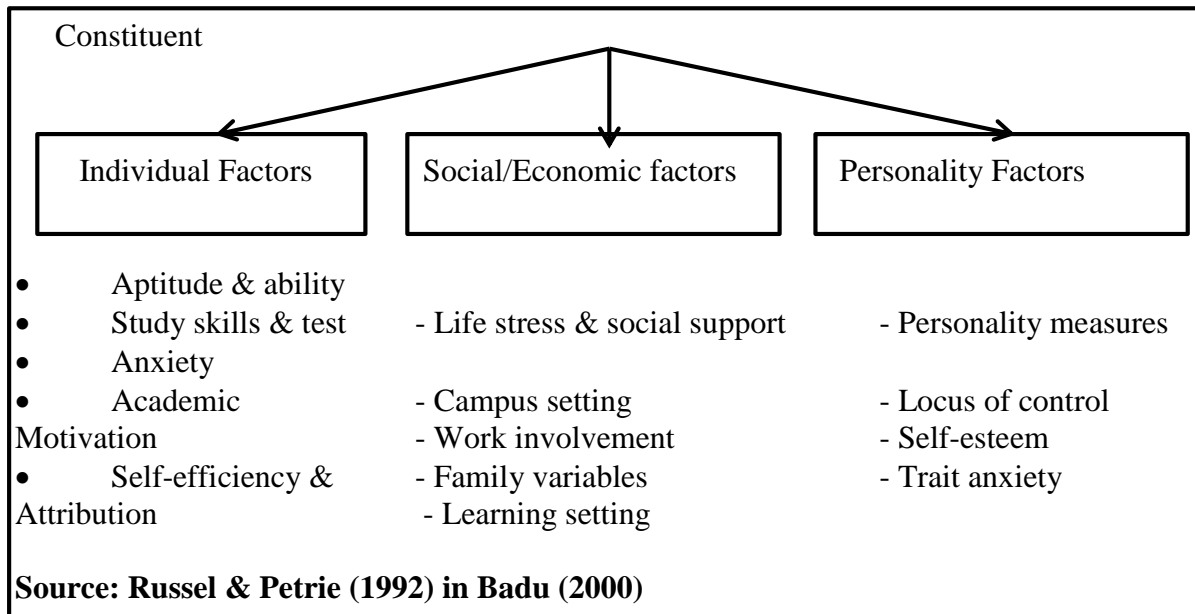 Constituent
Individual Factors
Social/Economic factors
Personality Factors
• Aptitude & ability
• Study skills & test - Life stress & social support - Personality measures
• Anxiety
• Academic - Campus setting - Locus of control
Motivation - Work involvement - Self-esteem
• Self-efficiency & - Family variables - Trait anxiety
Attribution - Learning setting
Source: Russel & Petrie (1992) in Badu (2000)